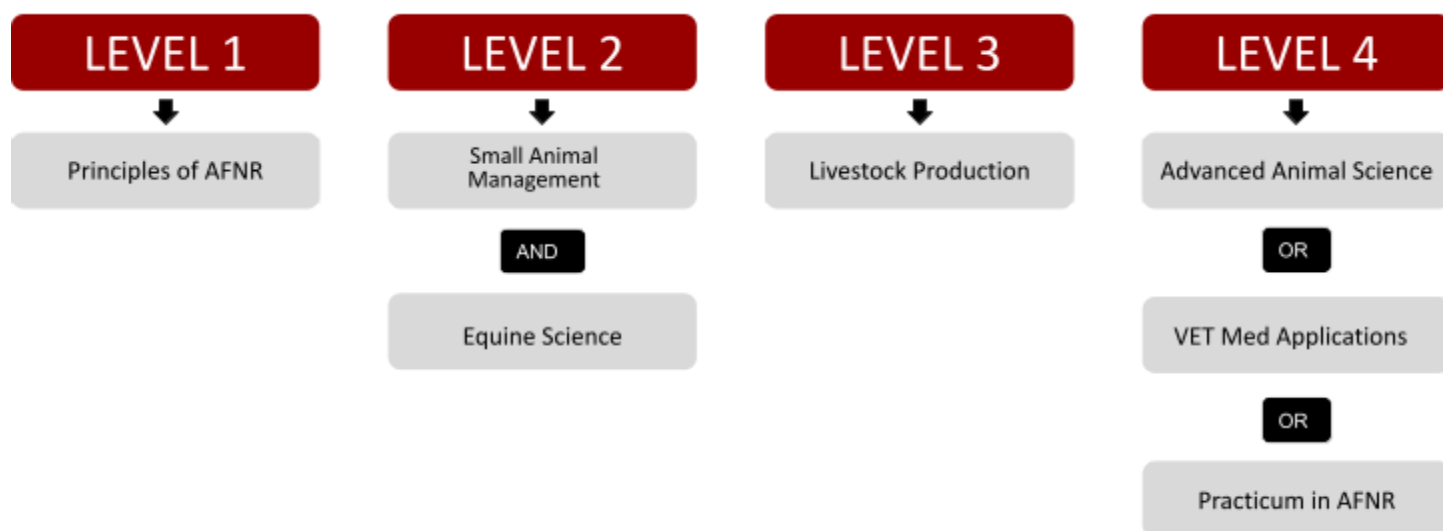 LEVEL 1
Principles of AFNR
LEVEL 2
Small Animal
Management
AND
Equine Science
LEVEL 3
Livestock Production
LEVEL 4
Advanced Animal Science
OR
VET Med Applications
OR
Practicum in AFNR